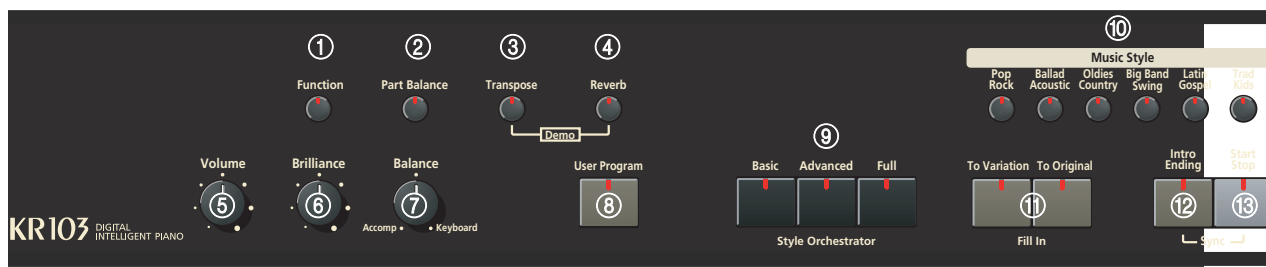 ① ② ③ ④ ⑩
Music Style
Function Part Balance Transpose Reverb
Pop Rock Ballad Acoustic Oldies Country Big Band Swing Latin Gospel Trad Kids
Demo
⑨
Volume Brilliance Balance User Program Basic Advanced Full To Variation To Original Intro Ending Start Stop
⑤ ⑥ ⑦ ⑧ ⑪ ⑫ ⑬
Accomp Keyboard
KR103 DIGITAL
INTELLIGENT PIANO
Style Orchestrator Fill In Sync